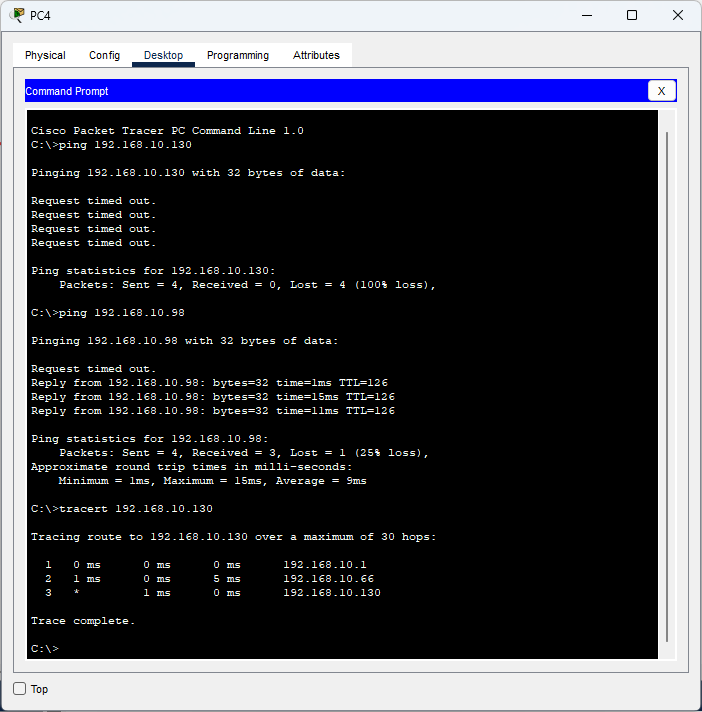 PC4
Physical Config Desktop Programming Attributes
Command Prompt X
Cisco Packet Tracer PC Command Line 1.0
C:\>ping 192.168.10.130
Pinging 192.168.10.130 with 32 bytes of data:
Request timed out.
Request timed out.
Request timed out.
Request timed out.
Ping statistics for 192.168.10.130:
Packets: Sent = 4, Received = 0, Lost = 4 (100% loss),
C:\>ping 192.168.10.98
Pinging 192.168.10.98 with 32 bytes of data:
Request timed out.
Reply from 192.168.10.98: bytes=32 time=1ms TTL=126
Reply from 192.168.10.98: bytes=32 time=15ms TTL=126
Reply from 192.168.10.98: bytes=32 time=11ms TTL=126
Ping statistics for 192.168.10.98:
Packets: Sent = 4, Received = 3, Lost = 1 (25% loss),
Approximate round trip times in milli-seconds:
Minimum = 1ms, Maximum = 15ms, Average = 9ms
C:\>tracert 192.168.10.130
Tracing route to 192.168.10.130 over a maximum of 30 hops:
1 0 ms 0 ms 0 ms 192.168.10.1
2 1 ms 0 ms 5 ms 192.168.10.66
3 * 1 ms 0 ms 192.168.10.130
Trace complete.
C:\>
Top